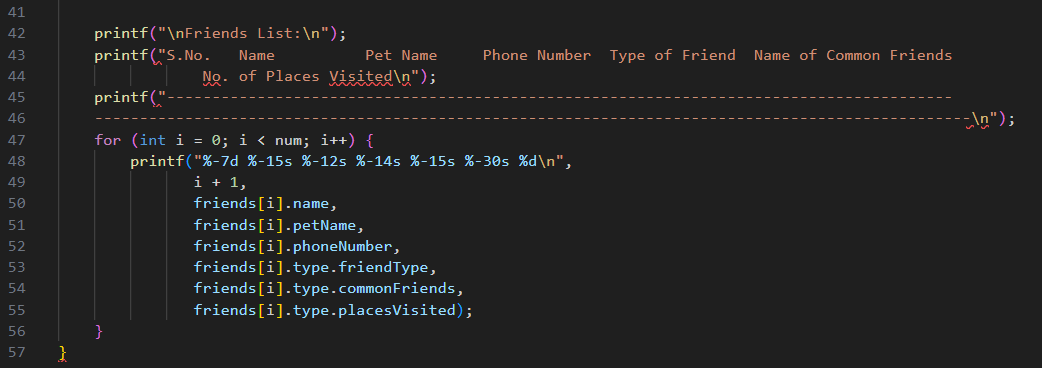 41
42 printf("\nFriends List:\n");
43 printf("S.No.   Name          Pet Name     Phone Number  Type of Friend  Name of Common Friends
44 No. of Places Visited\n");
45 printf("---------------------------------------------------------------------------------------
46 -------------------------------------------------------------------------------------------------\n");
47 for (int i = 0; i < num; i++) {
48 printf("%-7d %-15s %-12s %-14s %-15s %-30s %d\n",
49 i + 1,
50 friends[i].name,
51 friends[i].petName,
52 friends[i].phoneNumber,
53 friends[i].type.friendType,
54 friends[i].type.commonFriends,
55 friends[i].type.placesVisited);
56 }
57 }